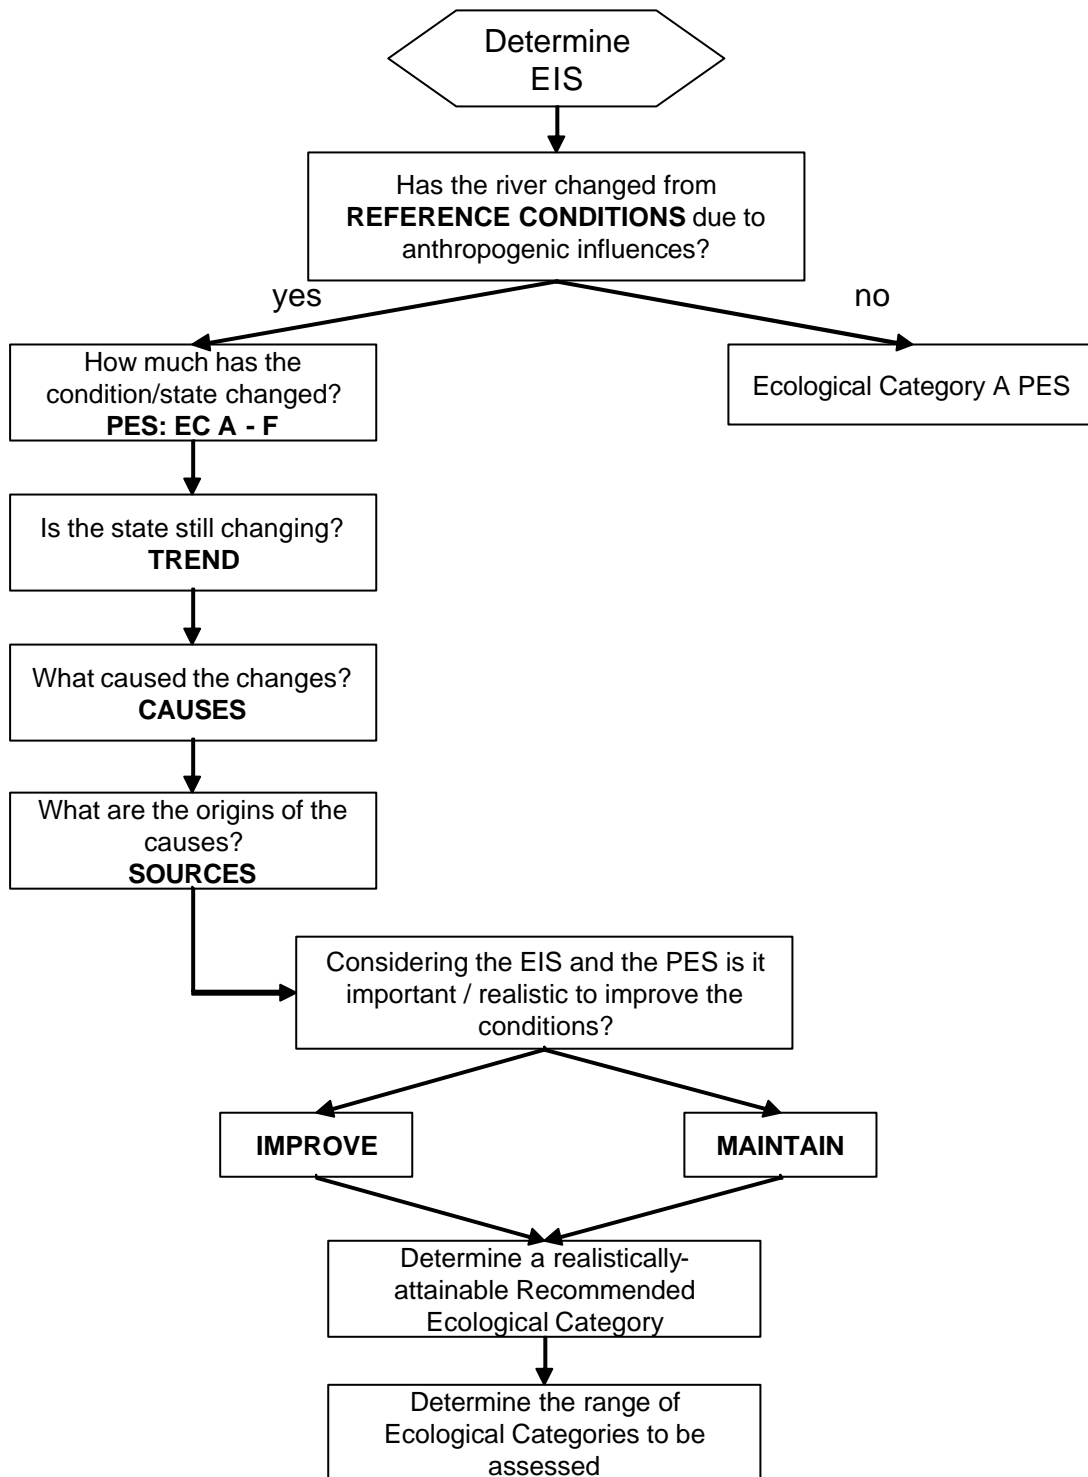 Determine
EIS
Has the river changed from
REFERENCE CONDITIONS due to
anthropogenic influences?
yes
no
How much has the
condition/state changed?
PES: EC A - F
Ecological Category A PES
Is the state still changing?
TREND
What caused the changes?
CAUSES
What are the origins of the
causes?
SOURCES
Considering the EIS and the PES is it
important / realistic to improve the
conditions?
IMPROVE
MAINTAIN
Determine a realistically-
attainable Recommended
Ecological Category
Determine the range of
Ecological Categories to be
assessed